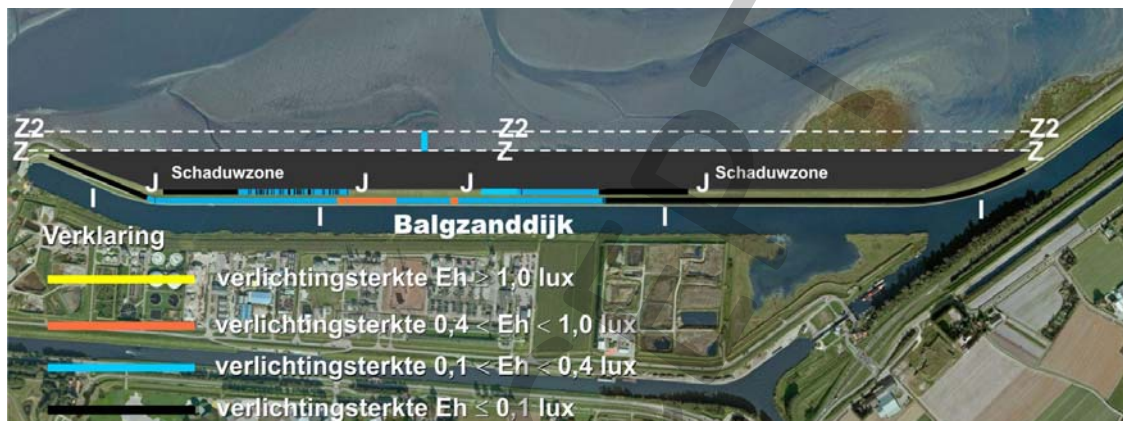 Z2 Z2 Z2
Z Z Z
J Schaduwzone J J J Schaduwzone
I I I I
Balgzanddijk
Verklaring
verlichtingsterkte Eh ≥ 1,0 lux
verlichtingsterkte 0,4 < Eh < 1,0 lux
verlichtingsterkte 0,1 < Eh < 0,4 lux
verlichtingsterkte Eh ≤ 0,1 lux